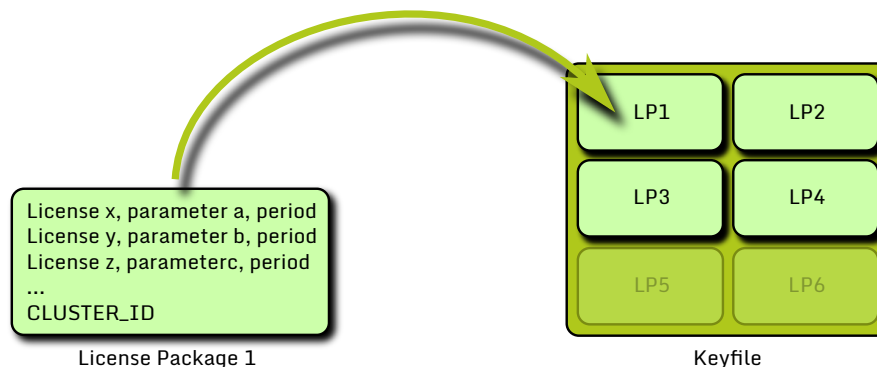 LP1 LP2
LP3 LP4
LP5 LP6
License x, parameter a, period
License y, parameter b, period
License z, parameterc, period
...
CLUSTER_ID
License Package 1
Keyfile